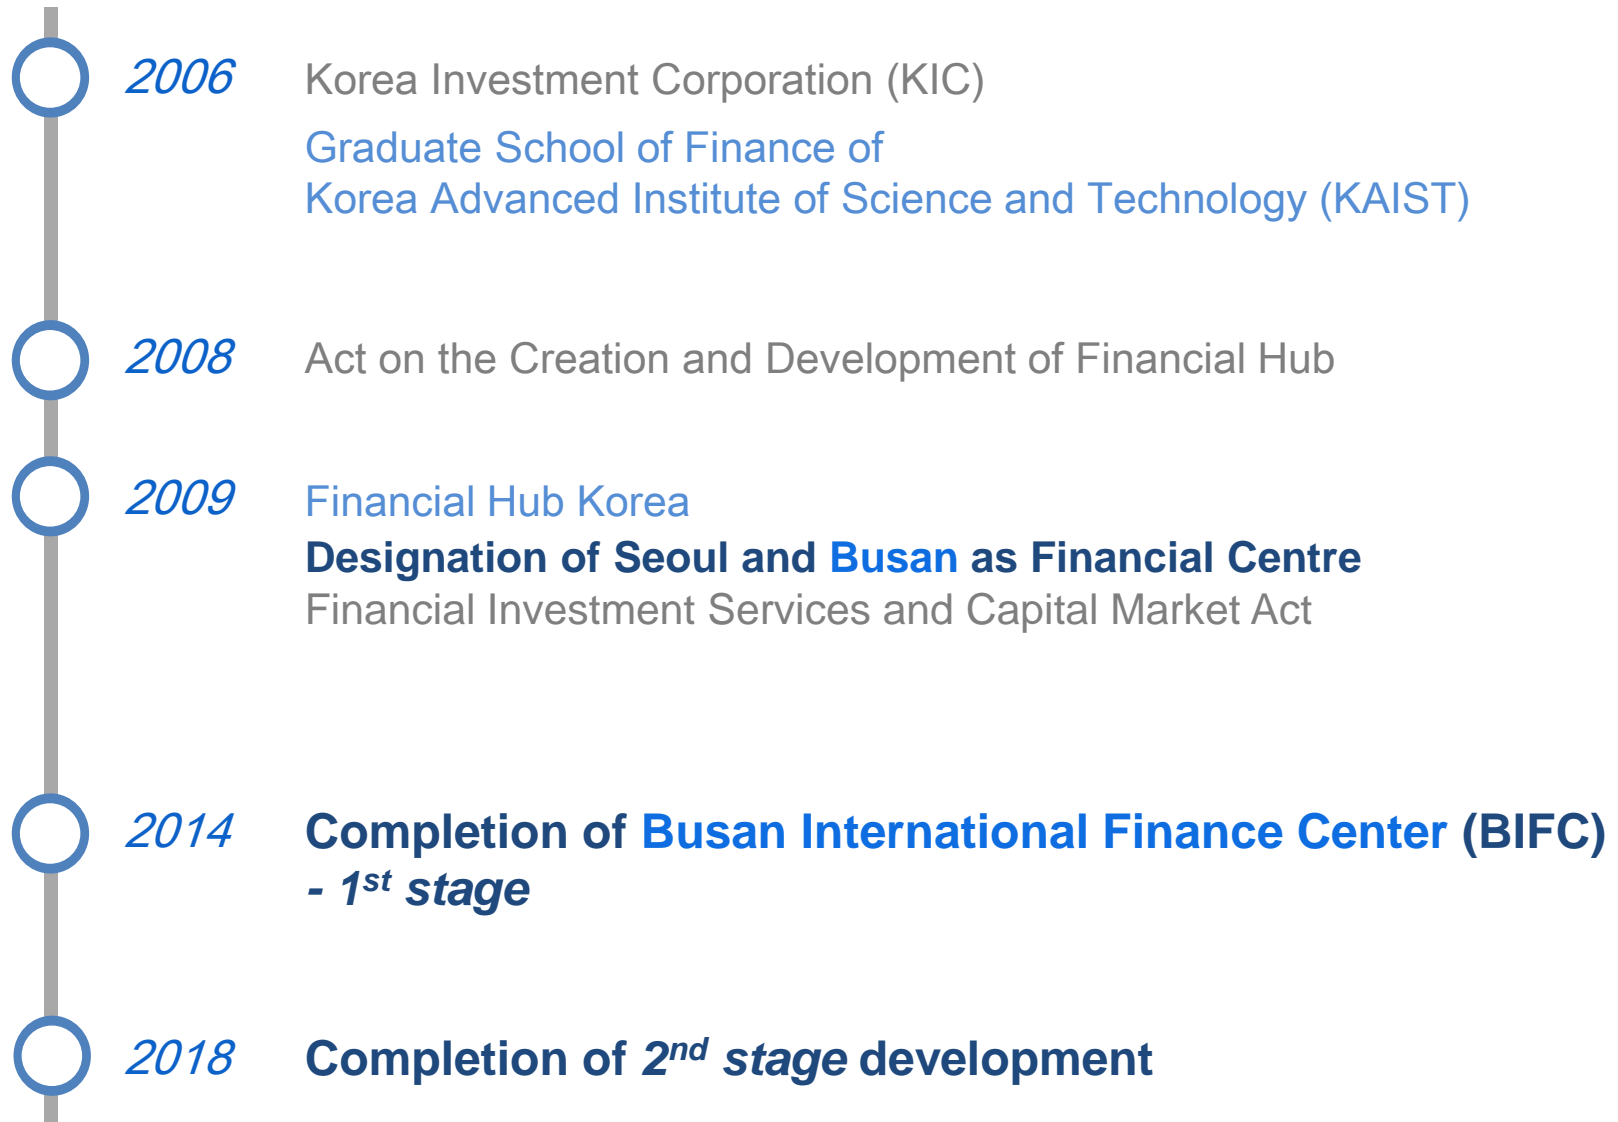 2006 Korea Investment Corporation (KIC)
Graduate School of Finance of
Korea Advanced Institute of Science and Technology (KAIST)
2008 Act on the Creation and Development of Financial Hub
2009 Financial Hub Korea
Designation of Seoul and Busan as Financial Centre
Financial Investment Services and Capital Market Act
2014 Completion of Busan International Finance Center (BIFC)
- 1st stage
2018 Completion of 2nd stage development